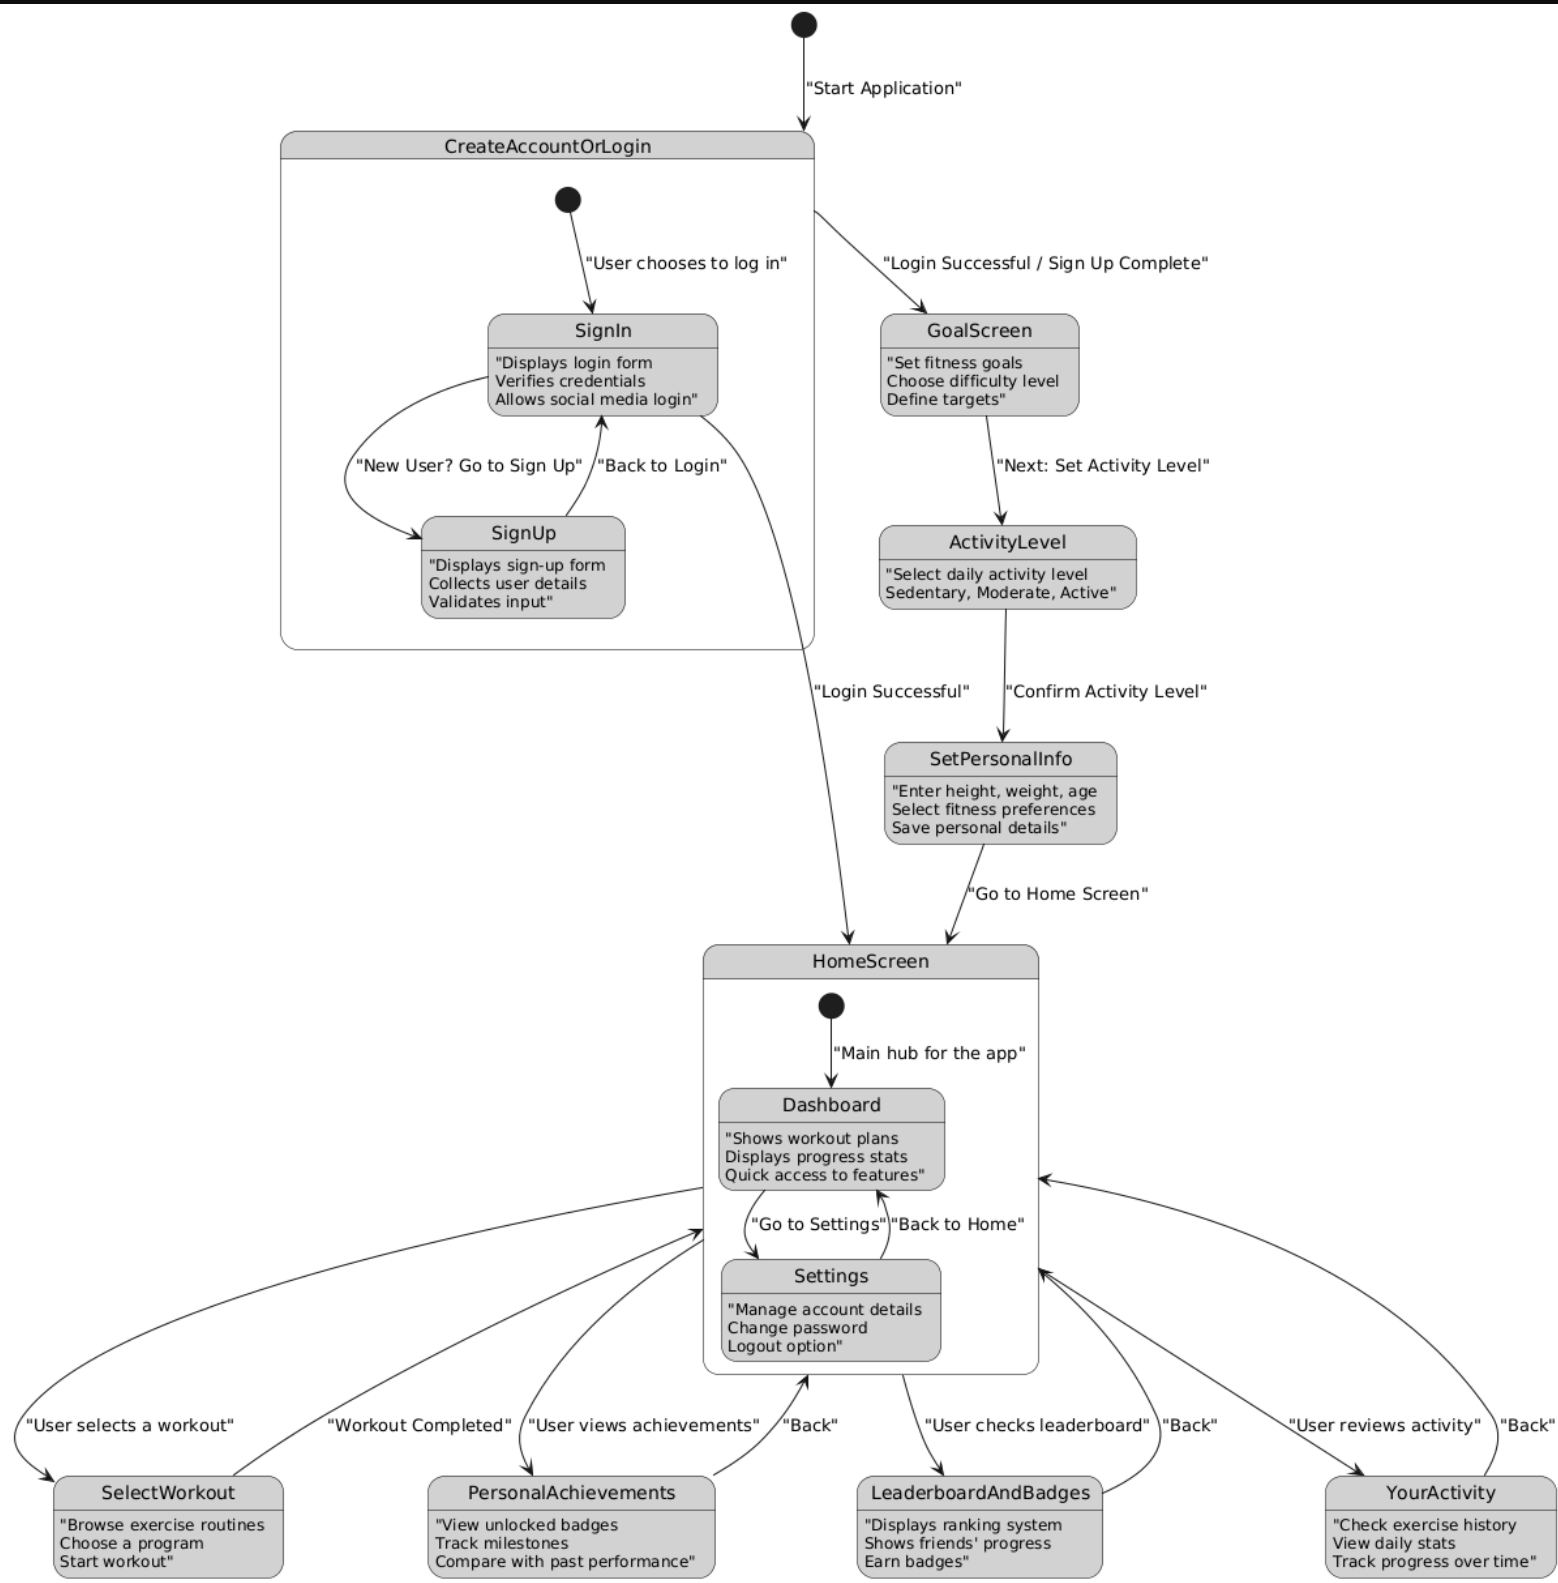 "Start Application"
CreateAccountOrLogin
"User chooses to log in"
"Login Successful / Sign Up Complete"
SignIn
"Displays login form
Verifies credentials
Allows social media login"
GoalScreen
"Set fitness goals
Choose difficulty level
Define targets"
"New User? Go to Sign Up"
"Back to Login"
"Next: Set Activity Level"
SignUp
"Displays sign-up form
Collects user details
Validates input"
ActivityLevel
"Select daily activity level
Sedentary, Moderate, Active"
"Login Successful"
"Confirm Activity Level"
SetPersonalInfo
"Enter height, weight, age
Select fitness preferences
Save personal details"
"Go to Home Screen"
HomeScreen
"Main hub for the app"
Dashboard
"Shows workout plans
Displays progress stats
Quick access to features"
"Go to Settings"
"Back to Home"
Settings
"Manage account details
Change password
Logout option"
"User selects a workout"
"Workout Completed"
"User views achievements"
"Back"
"User checks leaderboard"
"Back"
"User reviews activity"
"Back"
SelectWorkout
"Browse exercise routines
Choose a program
Start workout"
PersonalAchievements
"View unlocked badges
Track milestones
Compare with past performance"
LeaderboardAndBadges
"Displays ranking system
Shows friends' progress
Earn badges"
YourActivity
"Check exercise history
View daily stats
Track progress over time"